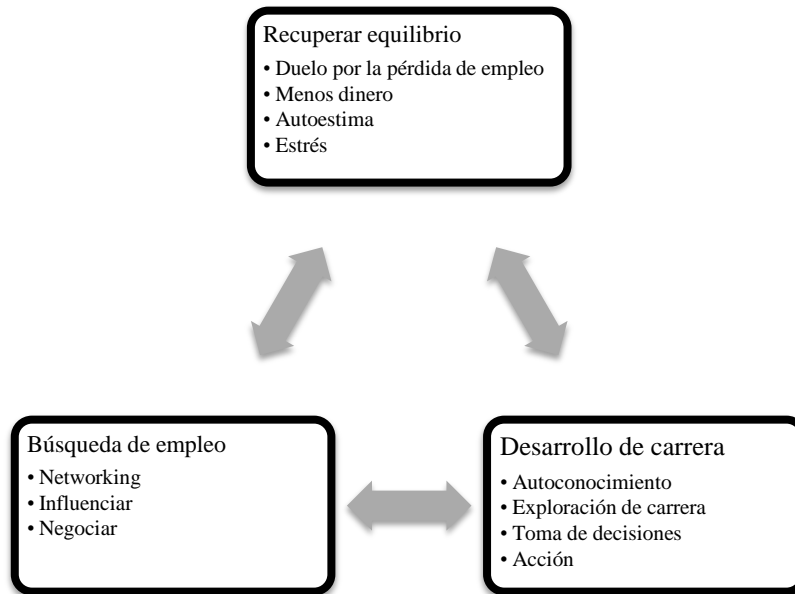 Recuperar equilibrio
• Duelo por la pérdida de empleo
• Menos dinero
• Autoestima
• Estrés
Búsqueda de empleo
• Networking
• Influenciar
• Negociar
Desarrollo de carrera
• Autoconocimiento
• Exploración de carrera
• Toma de decisiones
• Acción